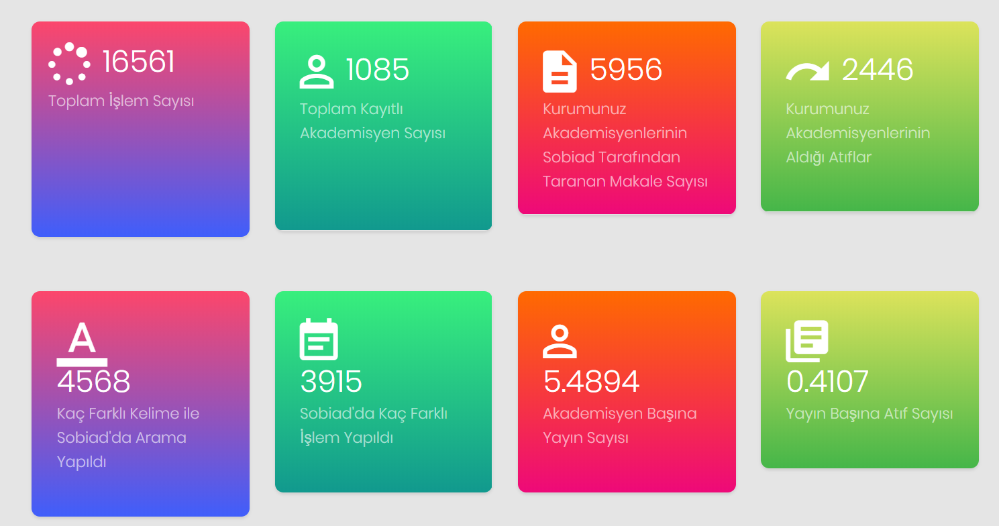 16561
Toplam İşlem Sayısı
1085
Toplam Kayıtlı
Akademisyen Sayısı
5956
Kurumunuz
Akademisyenlerinin
Sobiad Tarafından
Taranan Makale Sayısı
2446
Kurumunuz
Akademisyenlerinin
Aldığı Atıflar
A
4568
Kaç Farklı Kelime ile
Sobiad'da Arama
Yapıldı
3915
Sobiad'da Kaç Farklı
İşlem Yapıldı
5.4894
Akademisyen Başına
Yayın Sayısı
0.4107
Yayın Başına Atıf Sayısı